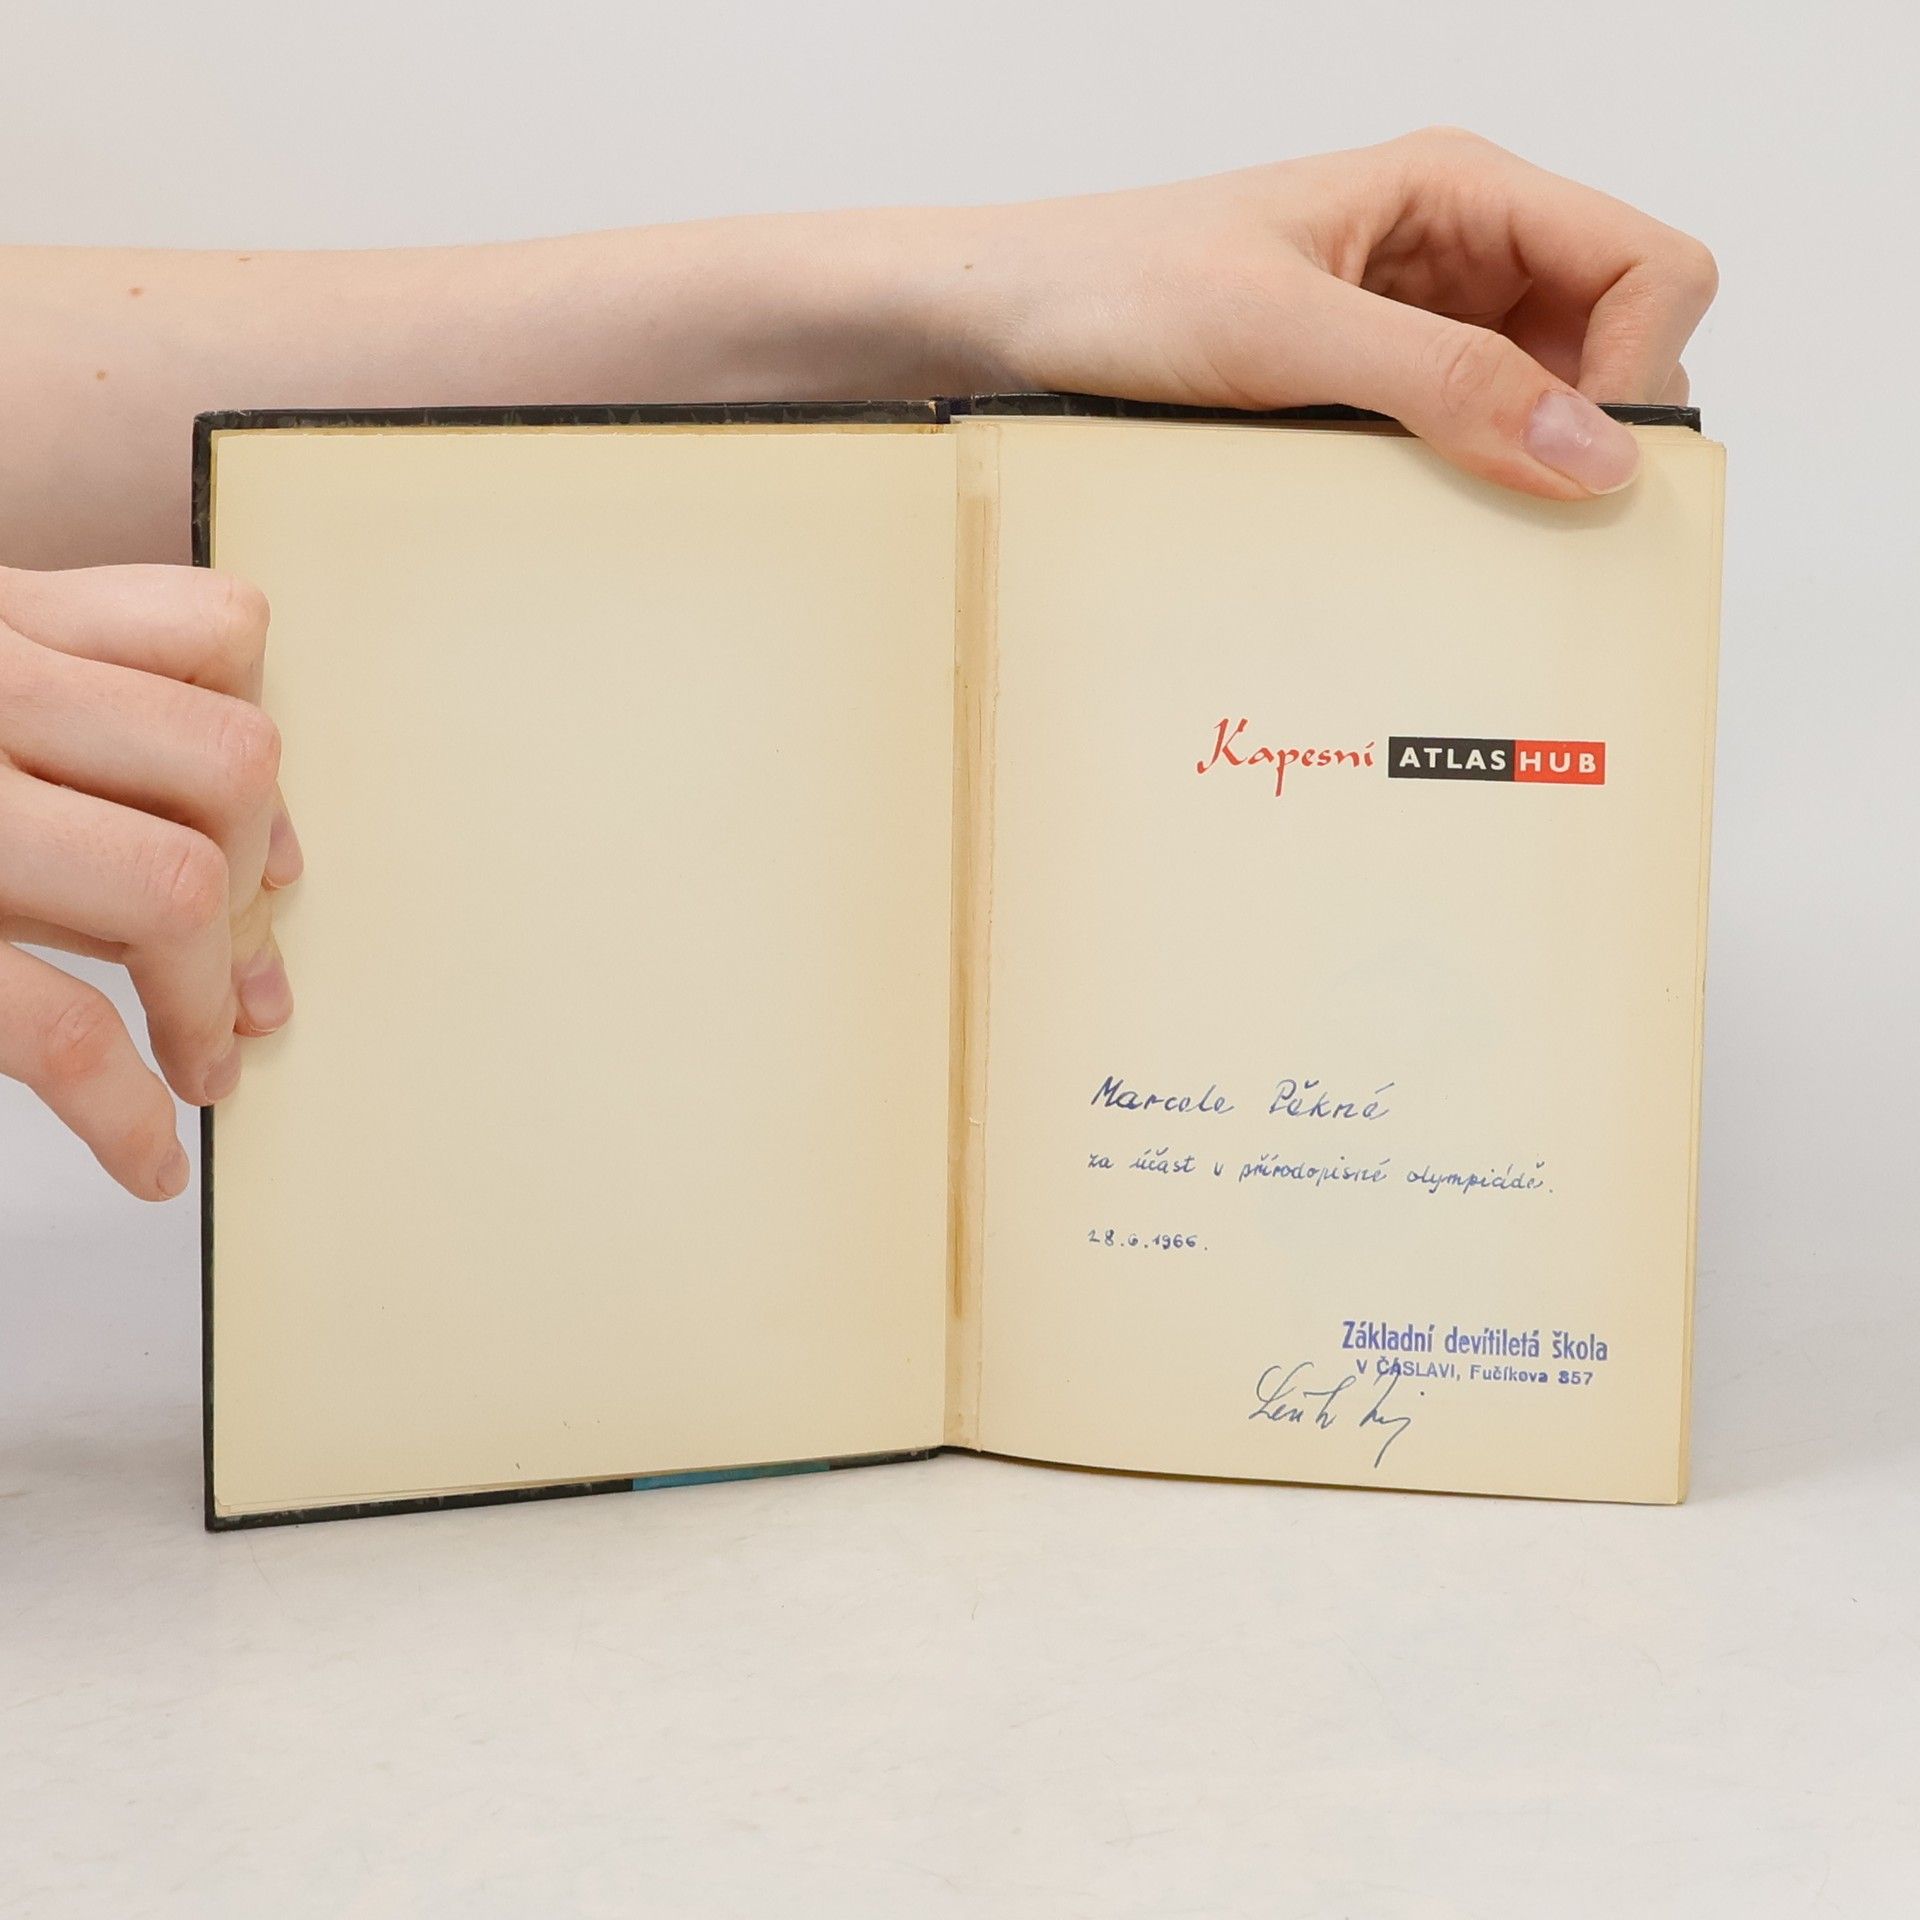 Kapesní ATLAS HUB
Marcele Pěkné
za účast v přírodopisné olympiádě.
28.6.1966.
Základní devítiletá škola
V ČÁSLAVI, Fučíkova 857